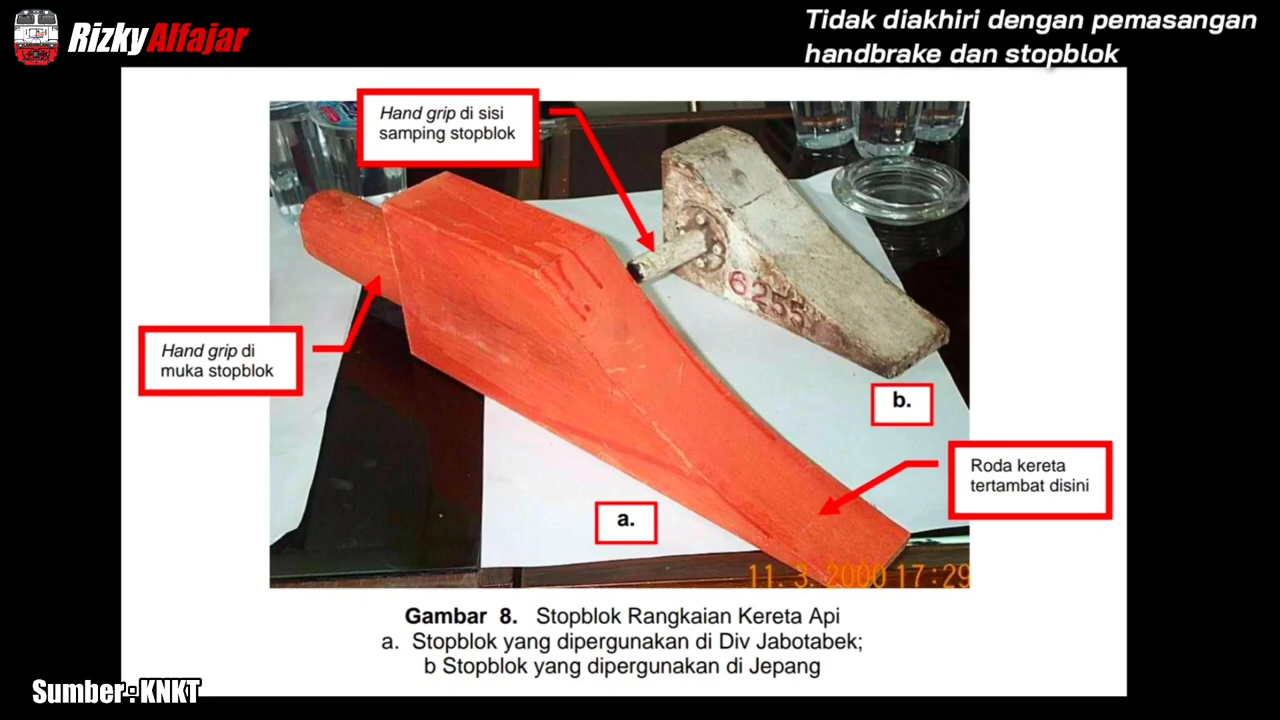 Rizky Alfajar
Tidak diakhiri dengan pemasangan
handbrake dan stopblok
Hand grip di sisi
samping stopblok
6255
Hand grip di
muka stopblok
b.
Roda kereta
tertambat disini
a.
11. 3. 2000 17:29
Gambar 8. Stopblok Rangkaian Kereta Api
a. Stopblok yang dipergunakan di Div Jabotabek;
b Stopblok yang dipergunakan di Jepang
Sumber : KNKT